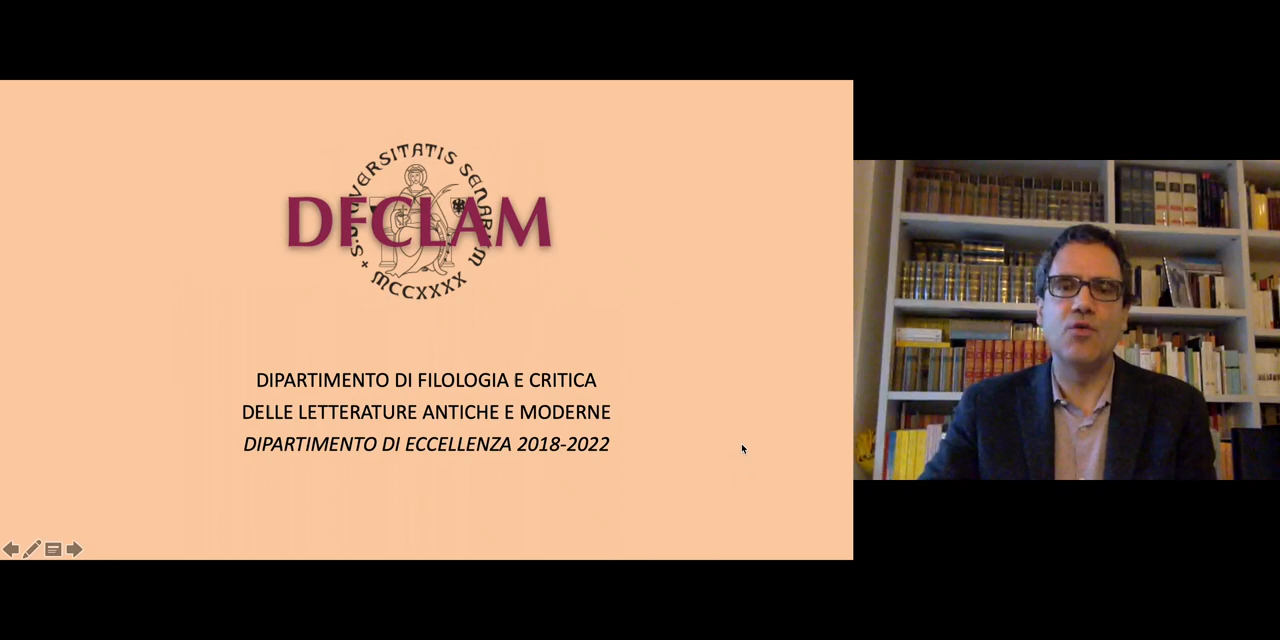 S.D. UNIVERSITATIS SENARUM
DFCLAM
MCCXXXX
DIPARTIMENTO DI FILOLOGIA E CRITICA
DELLE LETTERATURE ANTICHE E MODERNE
DIPARTIMENTO DI ECCELLENZA 2018-2022